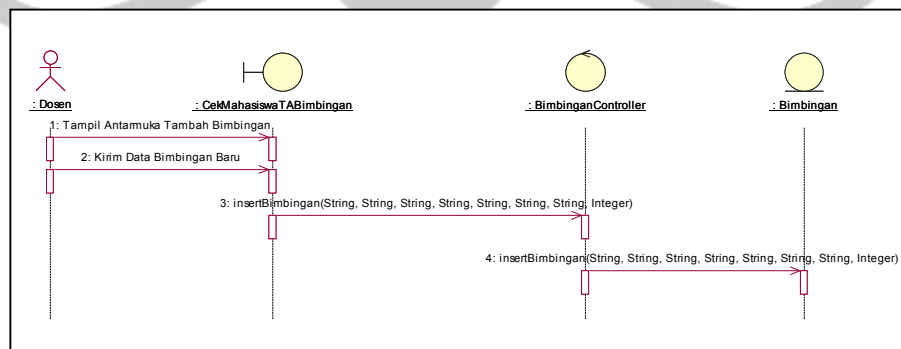 : Dosen
: CekMahasiswaTABimbingan
: BimbinganController
: Bimbingan
1: Tampil Antarmuka Tambah Bimbingan
2: Kirim Data Bimbingan Baru
3: insertBimbingan(String, String, String, String, String, String, String, Integer)
4: insertBimbingan(String, String, String, String, String, String, String, Integer)